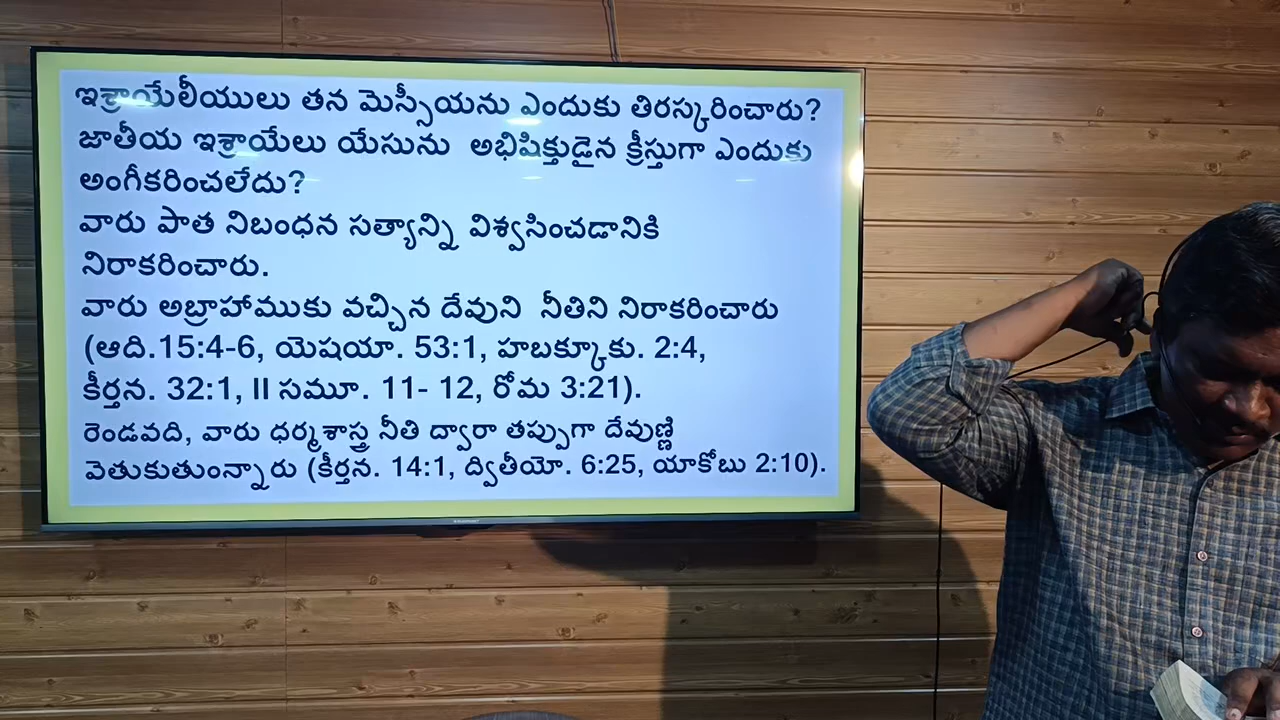 ఇశ్రాయేలీయులు తన మెస్సీయను ఎందుకు తిరస్కరించారు?
జాతీయ ఇశ్రాయేలు యేసును అభిషిక్తుడైన క్రీస్తుగా ఎందుకు
అంగీకరించలేదు?
వారు పాత నిబంధన సత్యాన్ని విశ్వసించడానికి
నిరాకరించారు.
వారు అబ్రాహాముకు వచ్చిన దేవుని నీతిని నిరాకరించారు
(ఆది.15:4-6, యెషయా. 53:1, హబక్కూకు. 2:4,
కీర్తన. 32:1, II సమూ. 11- 12, రోమ 3:21).
రెండవది, వారు ధర్మశాస్త్ర నీతి ద్వారా తప్పుగా దేవుణ్ణి
వెతుకుతుంన్నారు (కీర్తన. 14:1, ద్వితీయో. 6:25, యాకోబు 2:10).